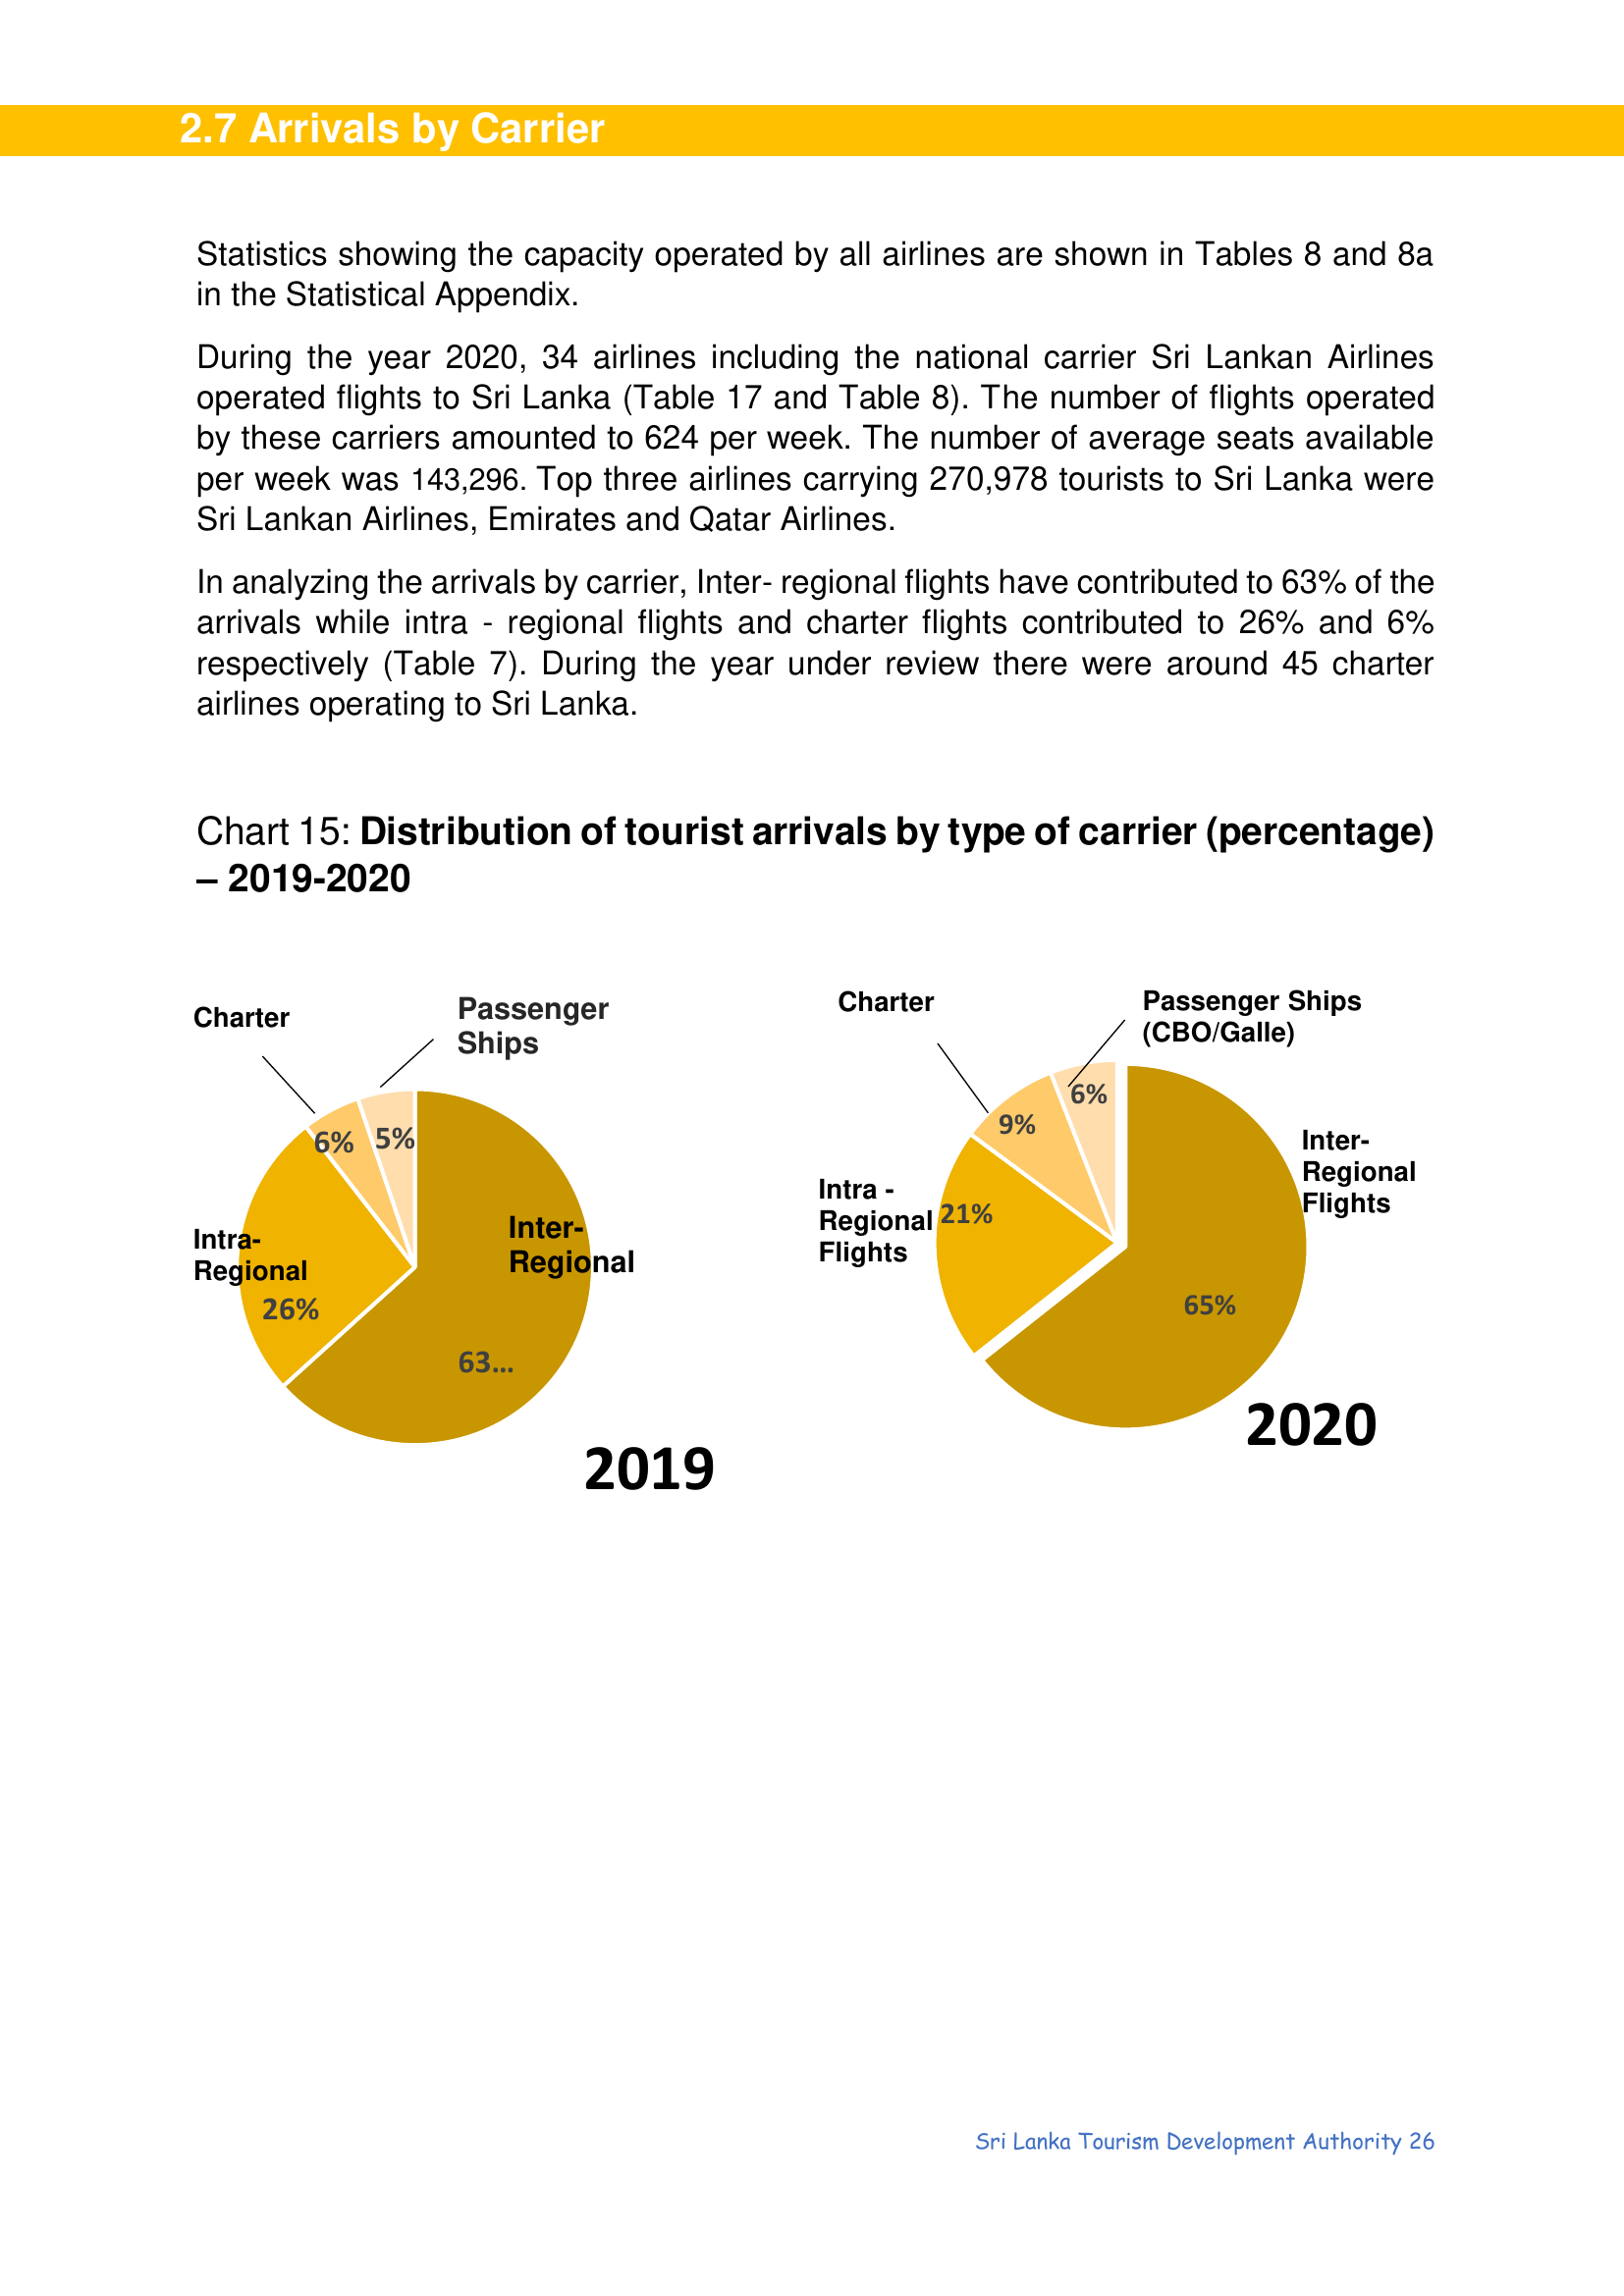 2.7 Arrivals by Carrier
Statistics showing the capacity operated by all airlines are shown in Tables 8 and 8a
in the Statistical Appendix.
During the year 2020, 34 airlines including the national carrier Sri Lankan Airlines
operated flights to Sri Lanka (Table 17 and Table 8). The number of flights operated
by these carriers amounted to 624 per week. The number of average seats available
per week was 143,296. Top three airlines carrying 270,978 tourists to Sri Lanka were
Sri Lankan Airlines, Emirates and Qatar Airlines.
In analyzing the arrivals by carrier, Inter- regional flights have contributed to 63% of the
arrivals while intra - regional flights and charter flights contributed to 26% and 6%
respectively (Table 7). During the year under review there were around 45 charter
airlines operating to Sri Lanka.
Chart 15: Distribution of tourist arrivals by type of carrier (percentage)
– 2019-2020
Charter
Passenger
Ships
6%
5%
Intra-
Regional
26%
Inter-
Regional
63...
2019
Charter
Passenger Ships
(CBO/Galle)
6%
9%
Inter-
Regional
Flights
Intra -
Regional
Flights
21%
65%
2020
Sri Lanka Tourism Development Authority 26